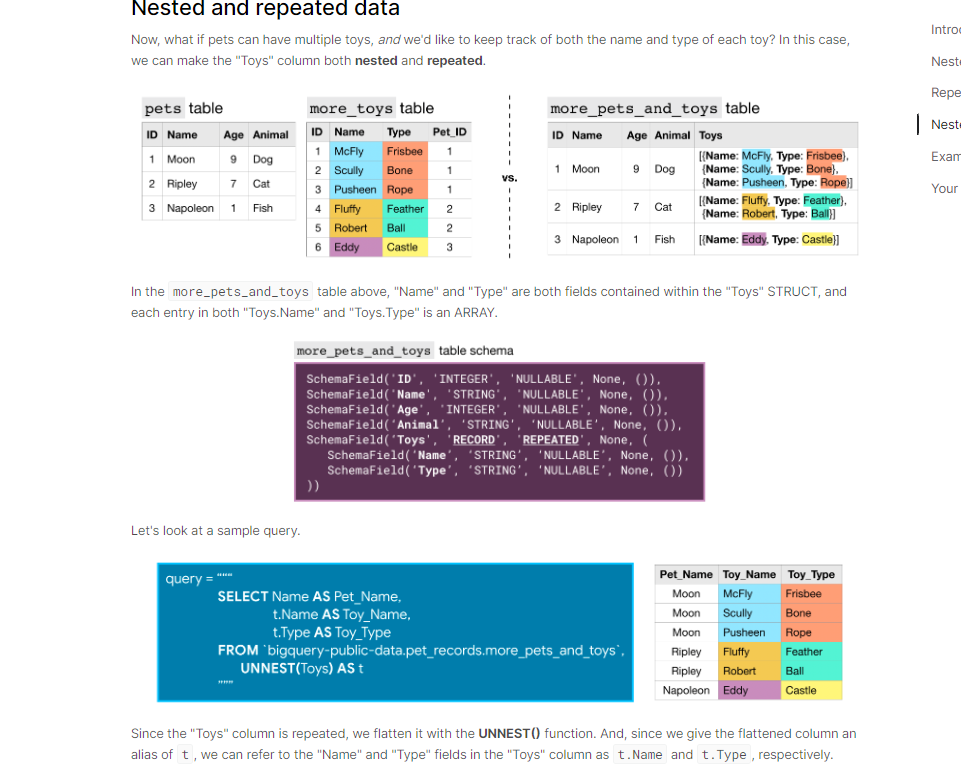 Nested and repeated data
Now, what if pets can have multiple toys, and we'd like to keep track of both the name and type of each toy? In this case,
we can make the "Toys" column both nested and repeated.
pets table
ID Name Age Animal
1 Moon 9 Dog
2 Ripley 7 Cat
3 Napoleon 1 Fish
more_toys table
ID Name Type Pet_ID
1 McFly Frisbee 1
2 Scully Bone 1
3 Pusheen Rope 1
4 Fluffy Feather 2
5 Robert Ball 2
6 Eddy Castle 3
vs.
more_pets_and_toys table
ID Name Age Animal Toys
1 Moon 9 Dog [{Name: McFly, Type: Frisbee},
{Name: Scully, Type: Bone},
{Name: Pusheen, Type: Rope}]
2 Ripley 7 Cat [{Name: Fluffy, Type: Feather},
{Name: Robert, Type: Ball}]
3 Napoleon 1 Fish [{Name: Eddy, Type: Castle}]
In the more_pets_and_toys table above, "Name" and "Type" are both fields contained within the "Toys" STRUCT, and
each entry in both "Toys.Name" and "Toys.Type" is an ARRAY.
more_pets_and_toys table schema
SchemaField('ID', 'INTEGER', 'NULLABLE', None, ()),
SchemaField('Name', 'STRING', 'NULLABLE', None, ()),
SchemaField('Age', 'INTEGER', 'NULLABLE', None, ()),
SchemaField('Animal', 'STRING', 'NULLABLE', None, ()),
SchemaField('Toys', 'RECORD', 'REPEATED', None, (
SchemaField('Name', 'STRING', 'NULLABLE', None, ()),
SchemaField('Type', 'STRING', 'NULLABLE', None, ())
))
Let's look at a sample query.
query = """
SELECT Name AS Pet_Name,
t.Name AS Toy_Name,
t.Type AS Toy_Type
FROM `bigquery-public-data.pet_records.more_pets_and_toys`,
UNNEST(Toys) AS t
"""
Pet_Name Toy_Name Toy_Type
Moon McFly Frisbee
Moon Scully Bone
Moon Pusheen Rope
Ripley Fluffy Feather
Ripley Robert Ball
Napoleon Eddy Castle
Since the "Toys" column is repeated, we flatten it with the UNNEST() function. And, since we give the flattened column an
alias of t, we can refer to the "Name" and "Type" fields in the "Toys" column as t.Name and t.Type, respectively.
Introd
Neste
Repe
Neste
Exam
Your